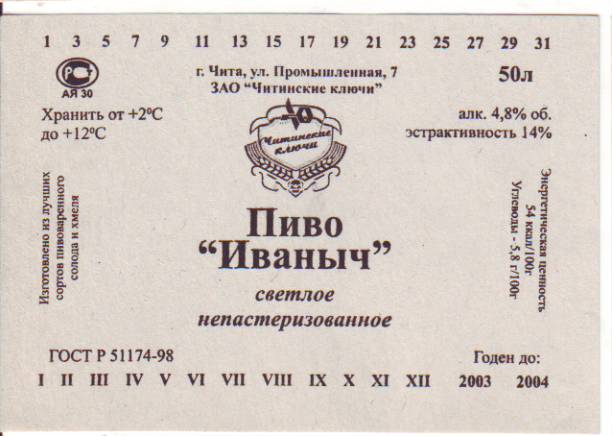 1 3 5 7 9 11 13 15 17 19 21 23 25 27 29 31
РСТ
АЯ 30
г. Чита, ул. Промышленная, 7
ЗАО “Читинские ключи”
50л
Хранить от +2ºС
до +12ºС
алк. 4,8% об.
эстрактивность 14%
Читинские
ключи
Изготовлено из лучших
сортов пивоваренного
солода и хмеля
Энергетическая ценность
54 ккал/100г
Углеводы - 5,8 г/100г
Пиво
“Иваныч”
светлое
непастеризованное
ГОСТ Р 51174-98
Годен до:
I II III IV V VI VII VIII IX X XI XII 2003 2004